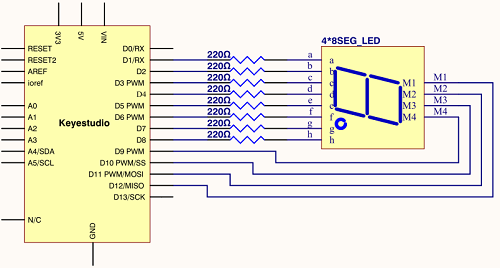 3V3
5V
VIN
RESET
RESET2
AREF
ioref
A0
A1
A2
A3
A4/SDA
A5/SCL
N/C
Keyestudio
GND
D0/RX
D1/RX
D2
D3 PWM
D4
D5 PWM
D6 PWM
D7
D8
D9 PWM
D10 PWM/SS
D11 PWM/MOSI
D12/MISO
D13/SCK
220Ω
220Ω
220Ω
220Ω
220Ω
220Ω
220Ω
220Ω
a
b
c
d
e
f
g
h
4*8SEG_LED
a
b
c
d
e
f
g
h
M1
M2
M3
M4
M1
M2
M3
M4